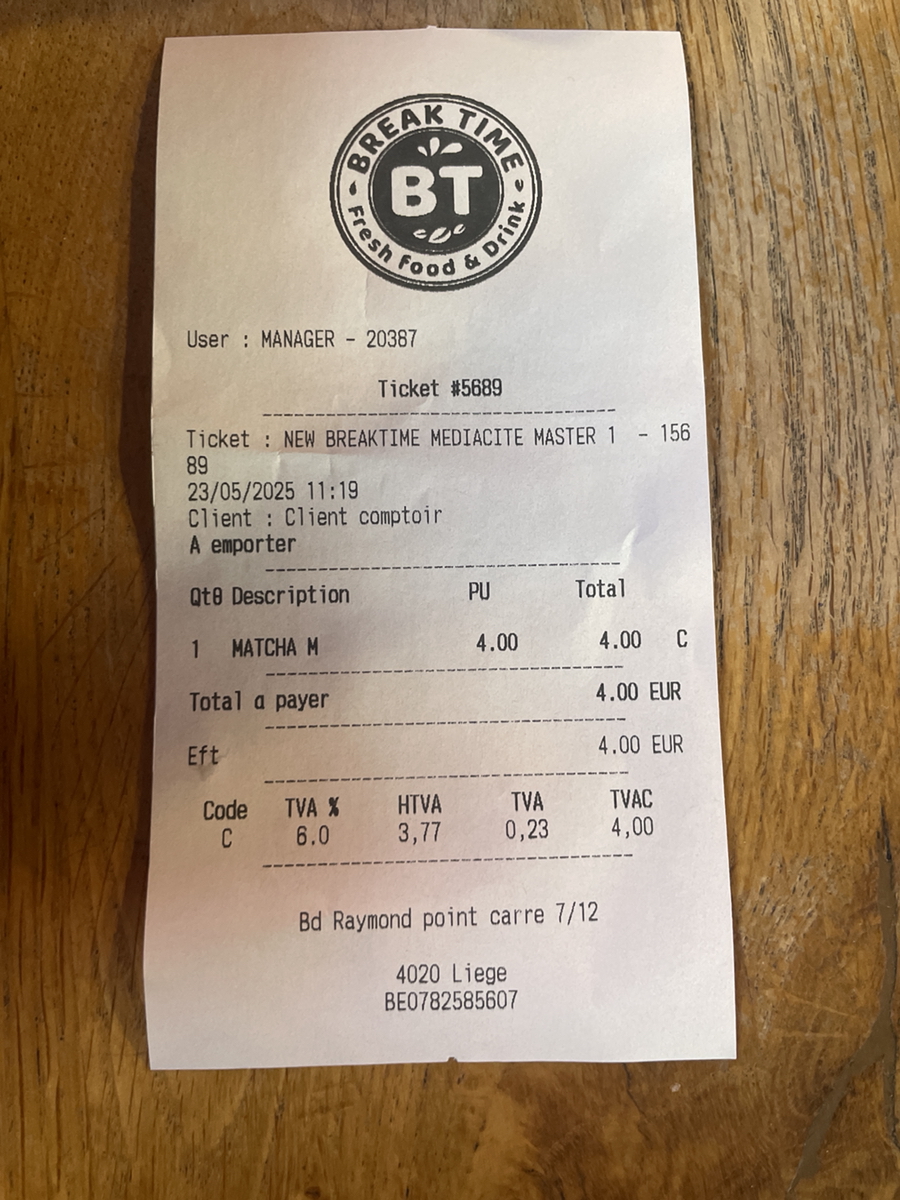 BREAK TIME
BT
Fresh Food & Drink
User : MANAGER - 20387
Ticket #5689
Ticket : NEW BREAKTIME MEDIACITE MASTER 1 - 156
89
23/05/2025 11:19
Client : Client comptoir
A emporter
Qt8 Description PU Total
1 MATCHA M 4.00 4.00 C
Total a payer 4.00 EUR
Eft 4.00 EUR
Code TVA % HTVA TVA TVAC
C 6.0 3,77 0,23 4,00
Bd Raymond point carre 7/12
4020 Liege
BE0782585607